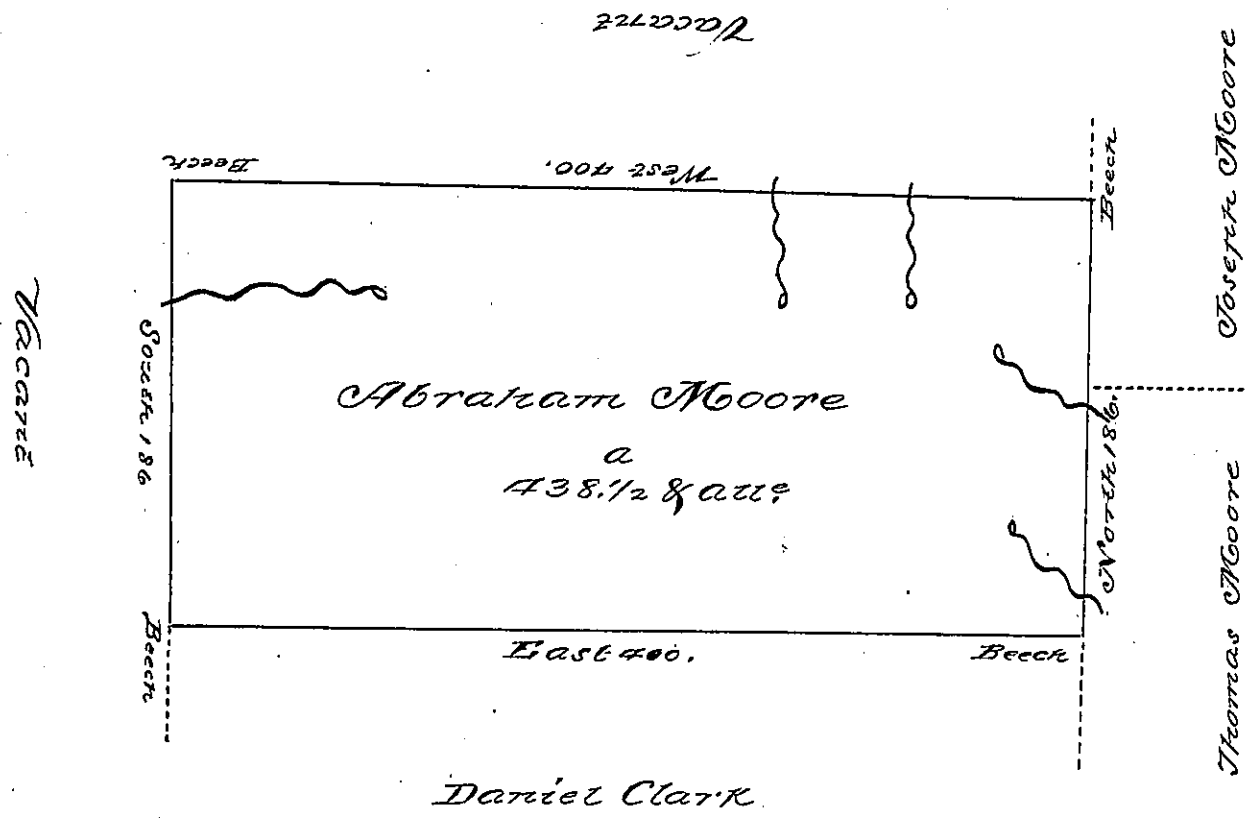 Vacant
Beech
West 400.
Beech
Joseph Moore
Vacant
South 186
Abraham Moore
a
438.1/2 & alle
North 186.
Thomas Moore
Beech
East 400.
Beech
Daniel Clark